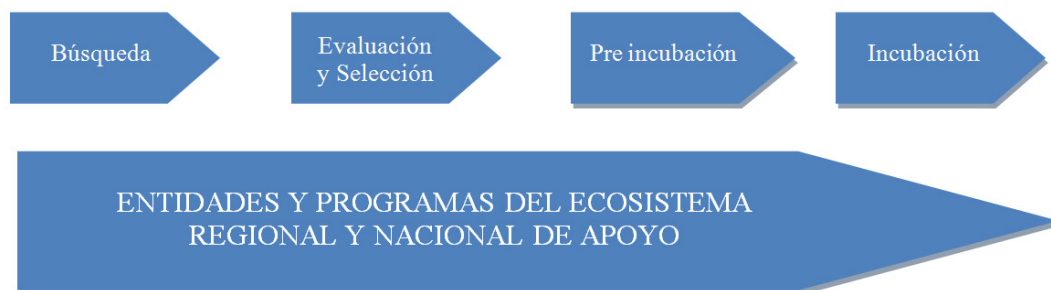 Búsqueda
Evaluación
y Selección
Pre incubación
Incubación
ENTIDADES Y PROGRAMAS DEL ECOSISTEMA
REGIONAL Y NACIONAL DE APOYO